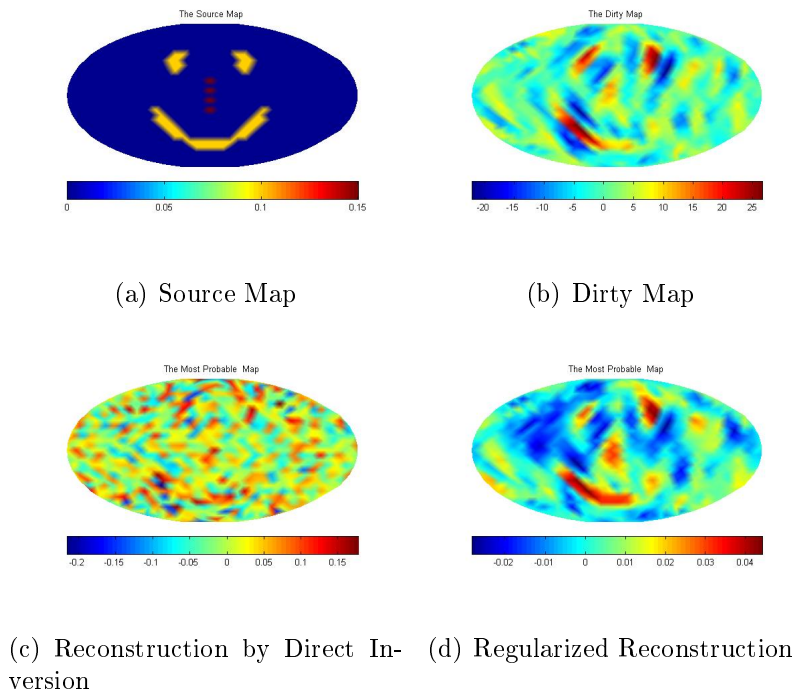 The Source Map
The Dirty Map
0 0.05 0.1 0.15
-20 -15 -10 -5 0 5 10 15 20 25
(a) Source Map
(b) Dirty Map
The Most Probable Map
The Most Probable Map
-0.2 -0.15 -0.1 -0.05 0 0.05 0.1 0.15
-0.02 -0.01 0 0.01 0.02 0.03 0.04
(c) Reconstruction by Direct In-
version
(d) Regularized Reconstruction